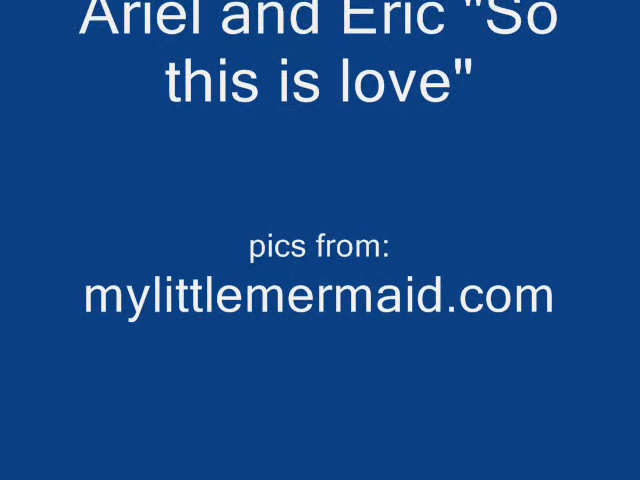 Ariel and Eric "So
this is love"
pics from:
mylittlemermaid.com